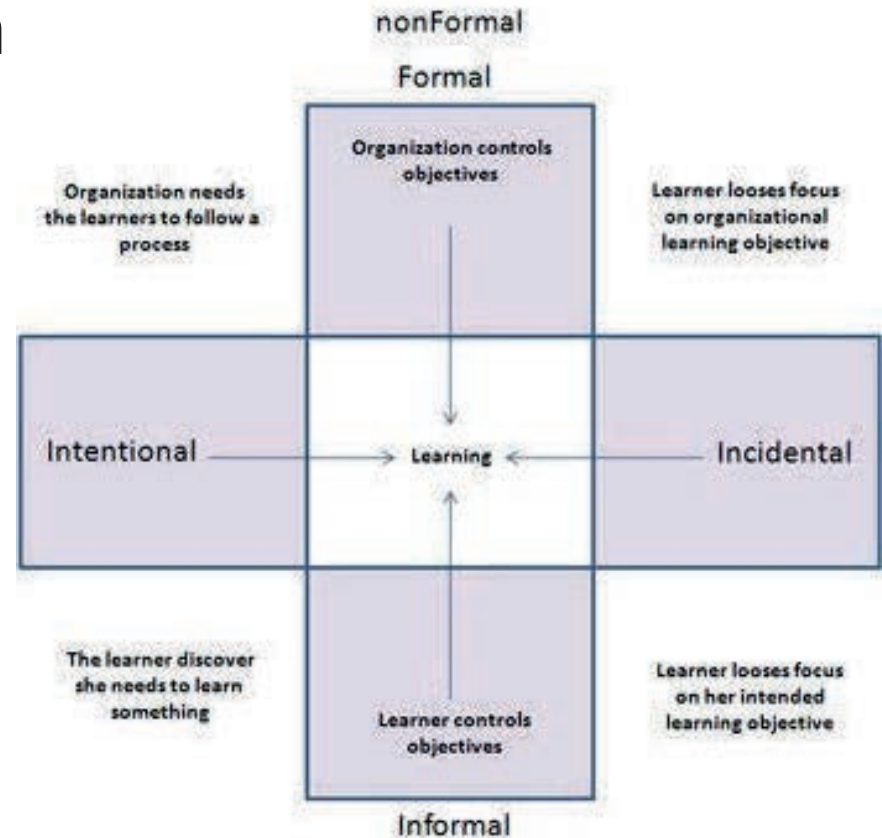 nonFormal
Formal
Organization controls
objectives
Organization needs
the learners to follow a
process
Learner looses focus
on organizational
learning objective
Intentional
Learning
Incidental
The learner discover
she needs to learn
something
Learner controls
objectives
Learner looses focus
on her intended
learning objective
Informal